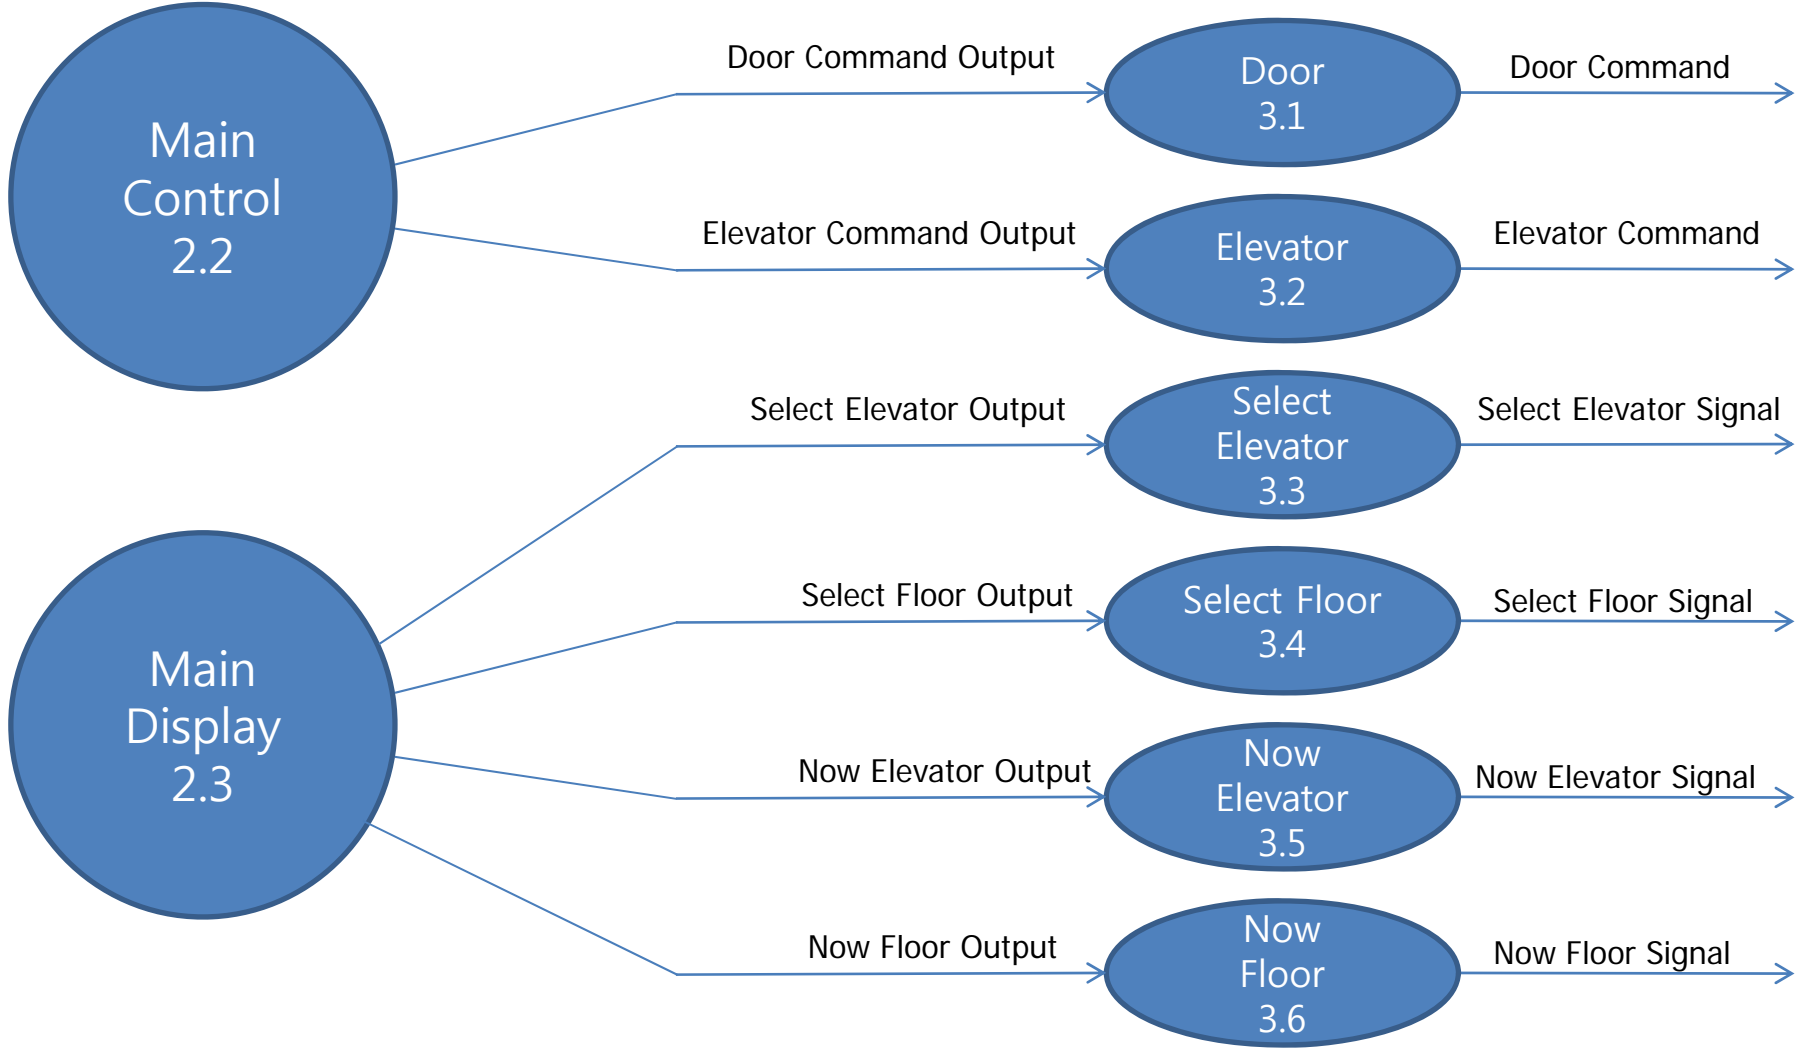 Main
Control
2.2
Door Command Output
Door
3.1
Door Command
Elevator Command Output
Elevator
3.2
Elevator Command
Select Elevator Output
Select
Elevator
3.3
Select Elevator Signal
Main
Display
2.3
Select Floor Output
Select Floor
3.4
Select Floor Signal
Now Elevator Output
Now
Elevator
3.5
Now Elevator Signal
Now Floor Output
Now
Floor
3.6
Now Floor Signal